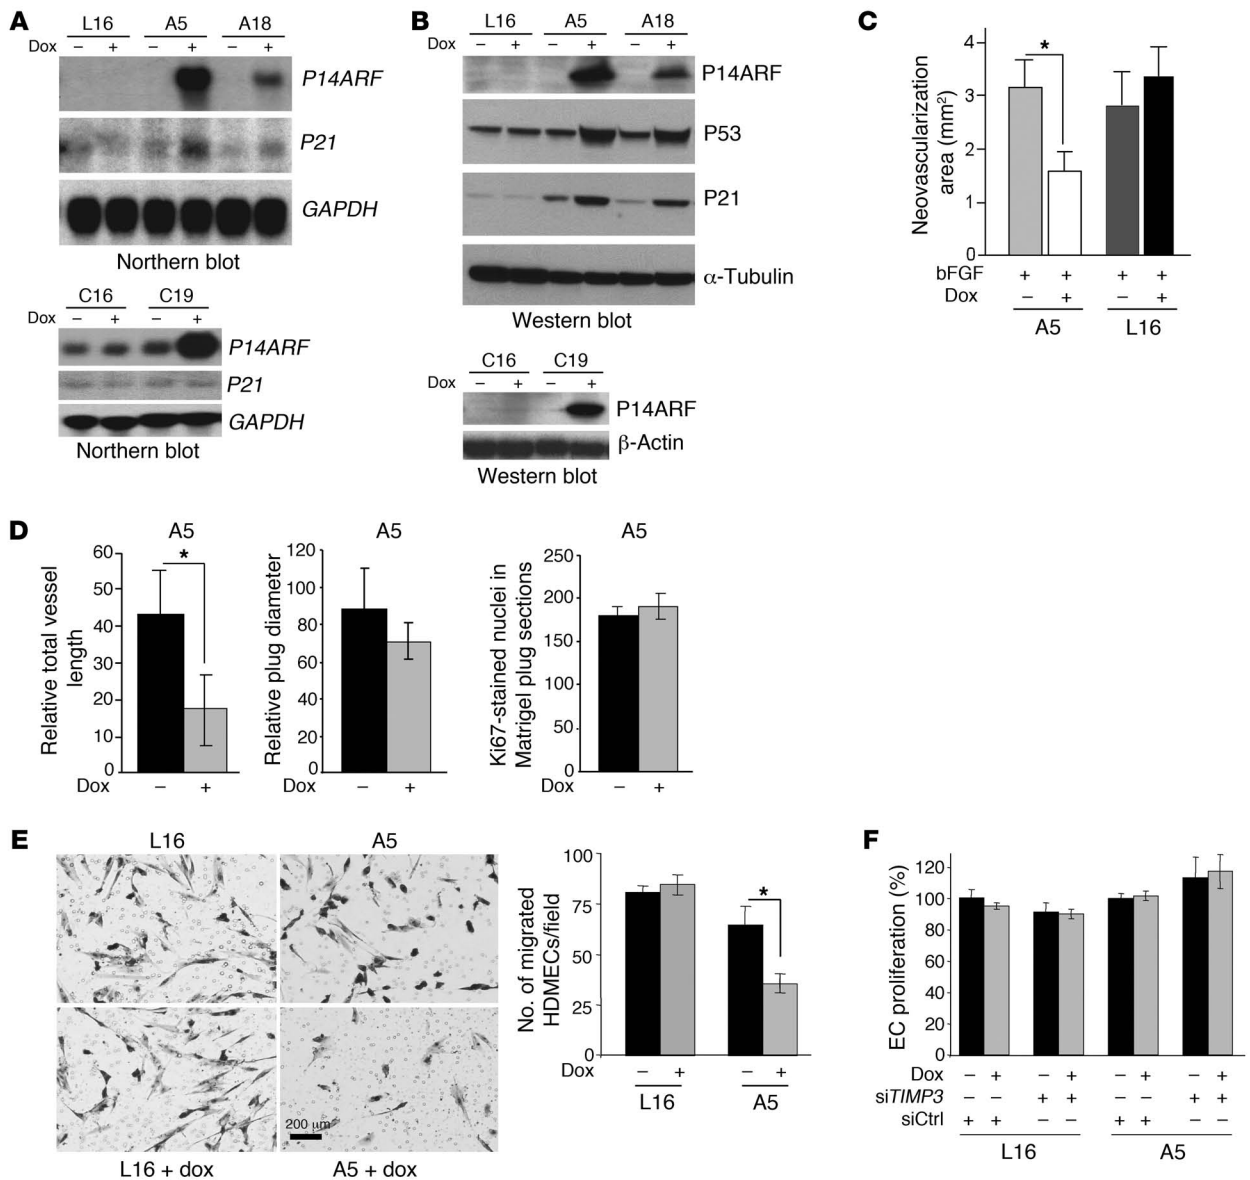 A
L16 A5 A18
Dox – + – + – +
P14ARF
P21
GAPDH
Northern blot
C16 C19
Dox – + – +
P14ARF
P21
GAPDH
Northern blot
B
L16 A5 A18
Dox – + – + – +
P14ARF
P53
P21
α-Tubulin
Western blot
C16 C19
Dox – + – +
P14ARF
β-Actin
Western blot
C
Neovascularization
area (mm²)
4
3
2
1
0
*
bFGF + + + +
Dox – + – +
A5 L16
D
A5
Relative total vessel
length
60
50
40
30
20
10
0
*
Dox – +
A5
Relative plug diameter
120
100
80
60
40
20
0
Dox – +
A5
Ki67-stained nuclei in
Matrigel plug sections
250
200
150
100
50
0
Dox – +
E
L16 A5
200 µm
L16 + dox A5 + dox
No. of migrated
HDMECs/field
100
75
50
25
0
*
Dox – + – +
L16 A5
F
EC proliferation (%)
120
100
80
60
40
20
0
Dox – + – + – + – +
siTIMP3 – – + + – – + +
siCtrl + + – – + + – –
L16 A5